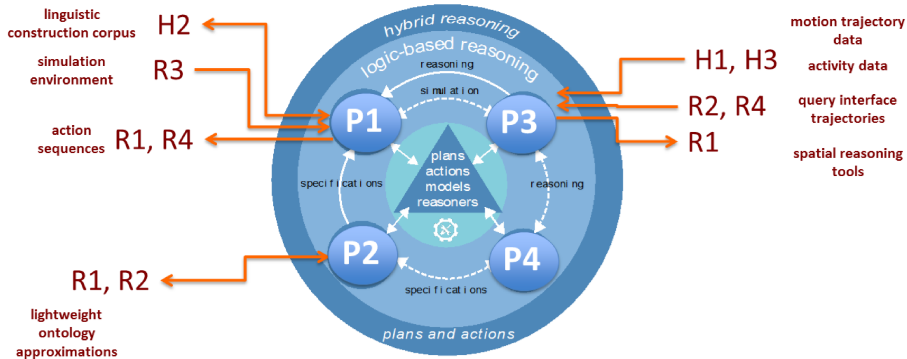 linguistic
construction corpus
H2
simulation
environment
R3
action
sequences
R1, R4
R1, R2
lightweight
ontology
approximations
hybrid reasoning
logic-based reasoning
reasoning
simulation
P1
P3
plans
actions
models
reasoners
specifications
reasoning
P2
P4
specifications
plans and actions
motion trajectory
data
H1, H3
activity data
R2, R4
query interface
trajectories
R1
spatial reasoning
tools